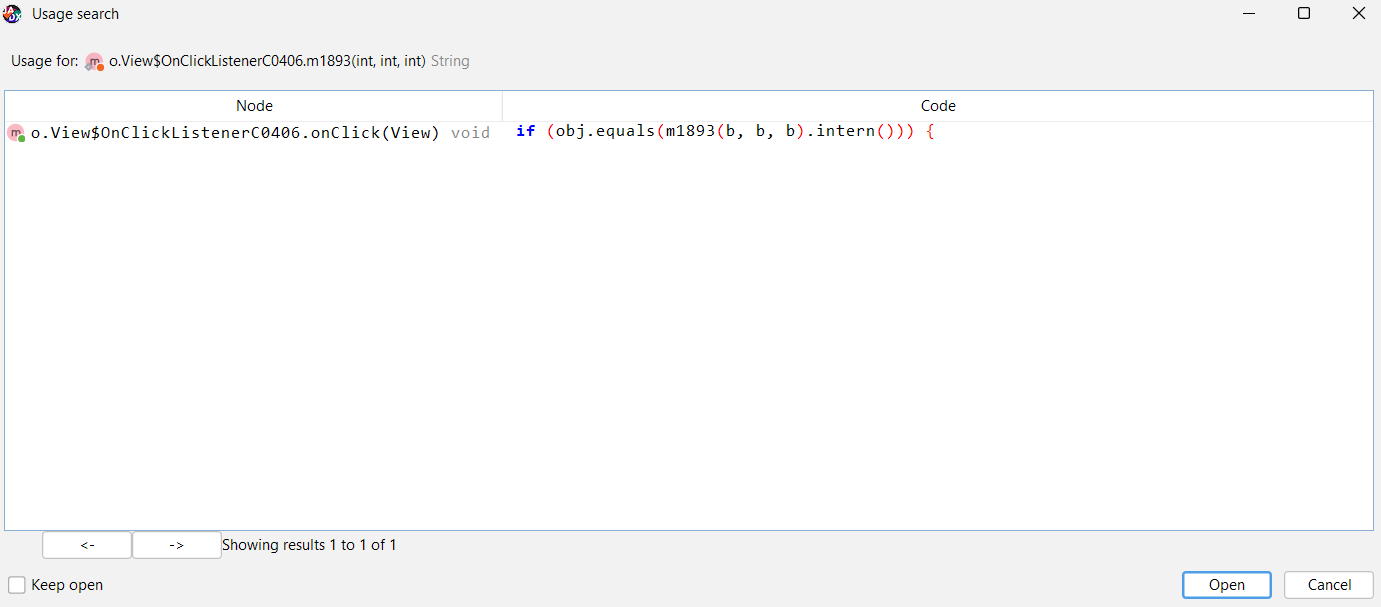 Usage search
Usage for: m o.View$OnClickListenerC0406.m1893(int, int, int) String
Node Code
m o.View$OnClickListenerC0406.onClick(View) void if (obj.equals(m1893(b, b, b).intern())) {
<- -> Showing results 1 to 1 of 1
Keep open Open Cancel